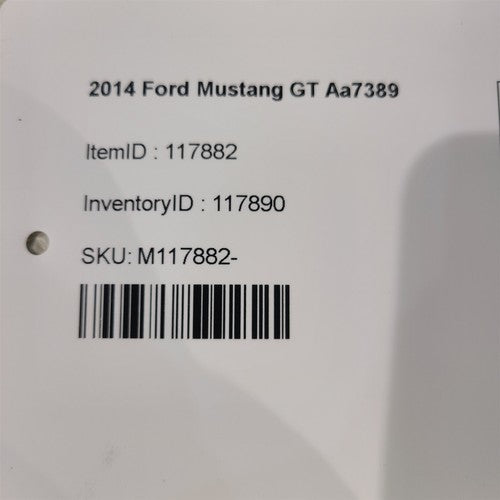 2014 Ford Mustang GT Aa7389
ItemID : 117882
InventoryID : 117890
SKU: M117882-